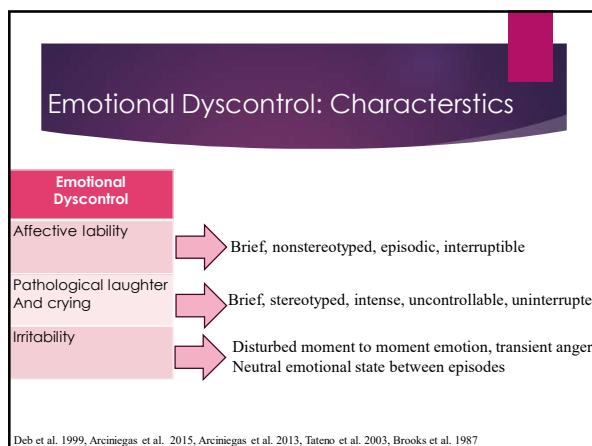 Emotional Dyscontrol: Characterstics
Emotional
Dyscontrol
Affective lability
Brief, nonstereotyped, episodic, interruptible
Pathological laughter
And crying
Brief, stereotyped, intense, uncontrollable, uninterrupte
Irritability
Disturbed moment to moment emotion, transient anger
Neutral emotional state between episodes
Deb et al. 1999, Arciniegas et al.  2015, Arciniegas et al. 2013, Tateno et al. 2003, Brooks et al. 1987